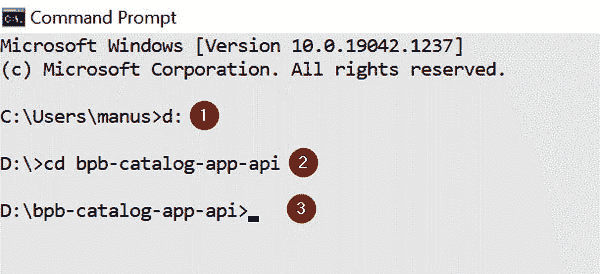 C:\. Command Prompt
Microsoft Windows [Version 10.0.19042.1237]
(c) Microsoft Corporation. All rights reserved.
C:\Users\manus>d: 1
D:\>cd bpb-catalog-app-api 2
D:\bpb-catalog-app-api>_ 3